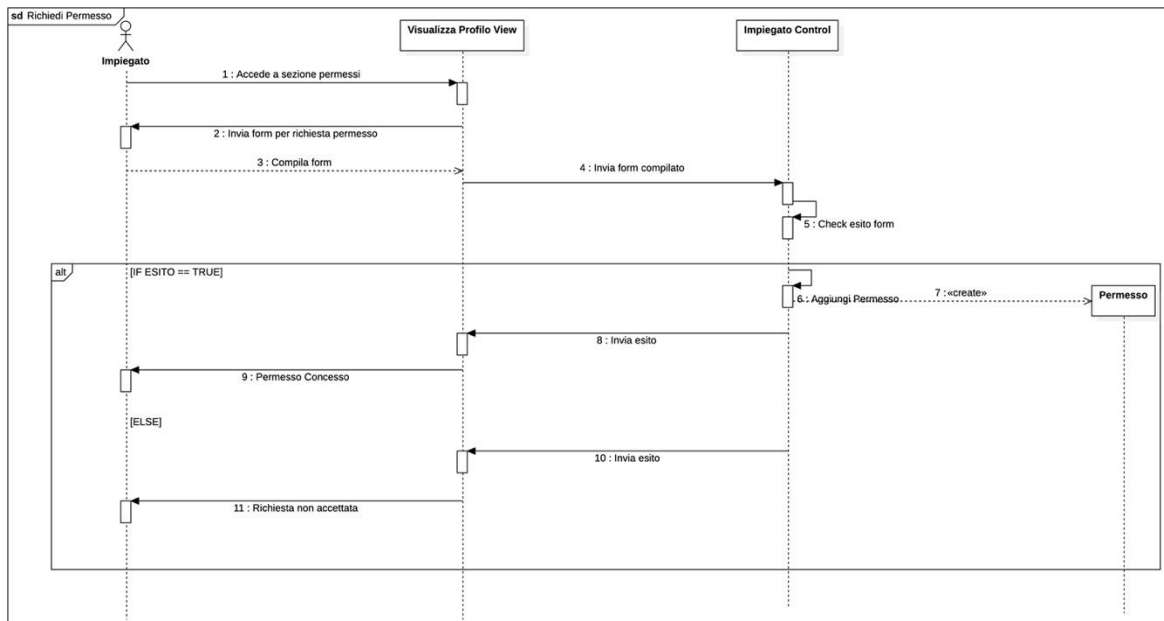 sd Richiedi Permesso
Impiegato
Visualizza Profilo View
Impiegato Control
1 : Accede a sezione permessi
2 : Invia form per richiesta permesso
3 : Compila form
4 : Invia form compilato
5 : Check esito form
alt
[IF ESITO == TRUE]
6 : Aggiungi Permesso
7 :«create»
Permesso
8 : Invia esito
9 : Permesso Concesso
[ELSE]
10 : Invia esito
11 : Richiesta non accettata